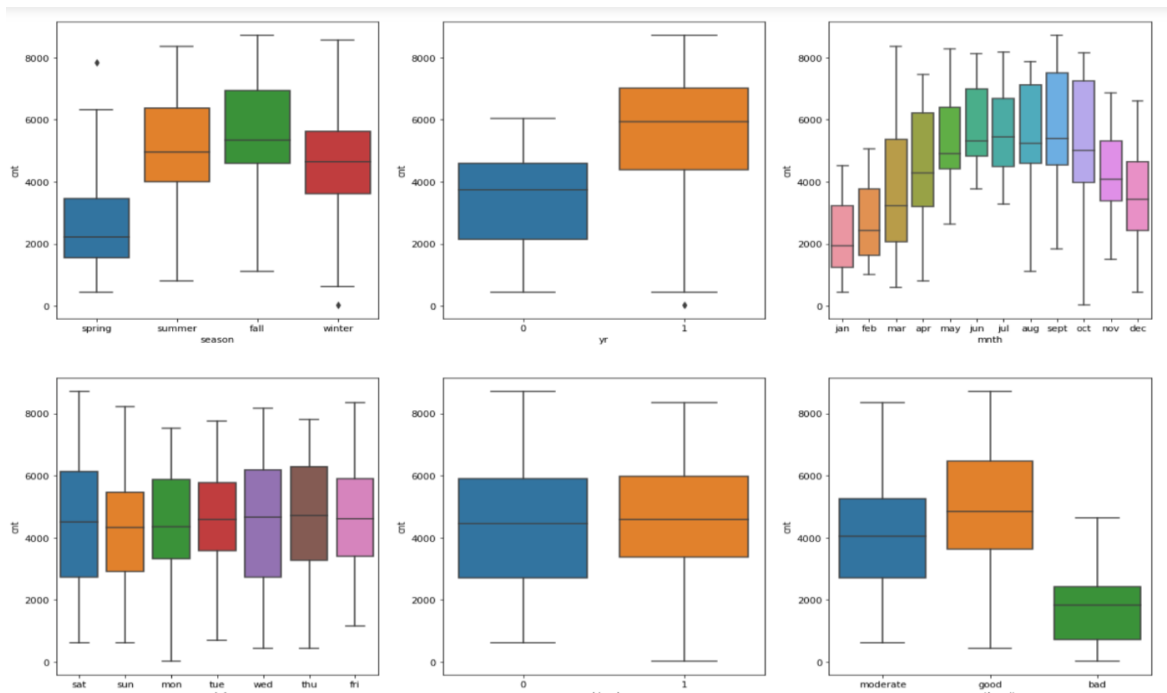 cnt
8000
6000
4000
2000
0
spring summer fall winter
season
cnt
8000
6000
4000
2000
0
0 1
yr
cnt
8000
6000
4000
2000
0
jan feb mar apr may jun jul aug sept oct nov dec
mnth
cnt
8000
6000
4000
2000
0
sat sun mon tue wed thu fri
cnt
8000
6000
4000
2000
0
0 1
cnt
8000
6000
4000
2000
0
moderate good bad